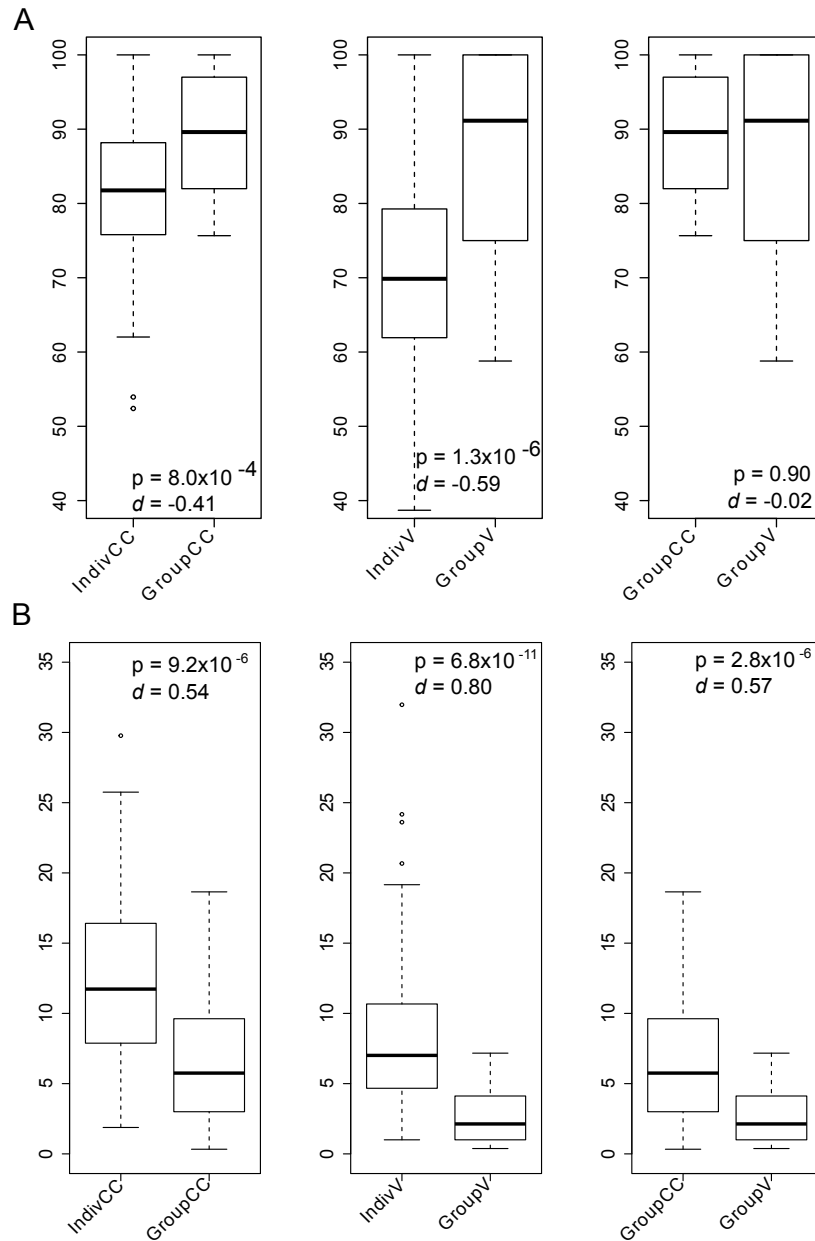 A
100
90
80
70
60
50
40
p = 8.0x10 -4
d = -0.41
IndivCC
GroupCC
100
90
80
70
60
50
40
p = 1.3x10 -6
d = -0.59
IndivV
GroupV
100
90
80
70
60
50
40
p = 0.90
d = -0.02
GroupCC
GroupV
B
35
30
25
20
15
10
5
0
p = 9.2x10 -6
d = 0.54
IndivCC
GroupCC
35
30
25
20
15
10
5
0
p = 6.8x10 -11
d = 0.80
IndivV
GroupV
35
30
25
20
15
10
5
0
p = 2.8x10 -6
d = 0.57
GroupCC
GroupV